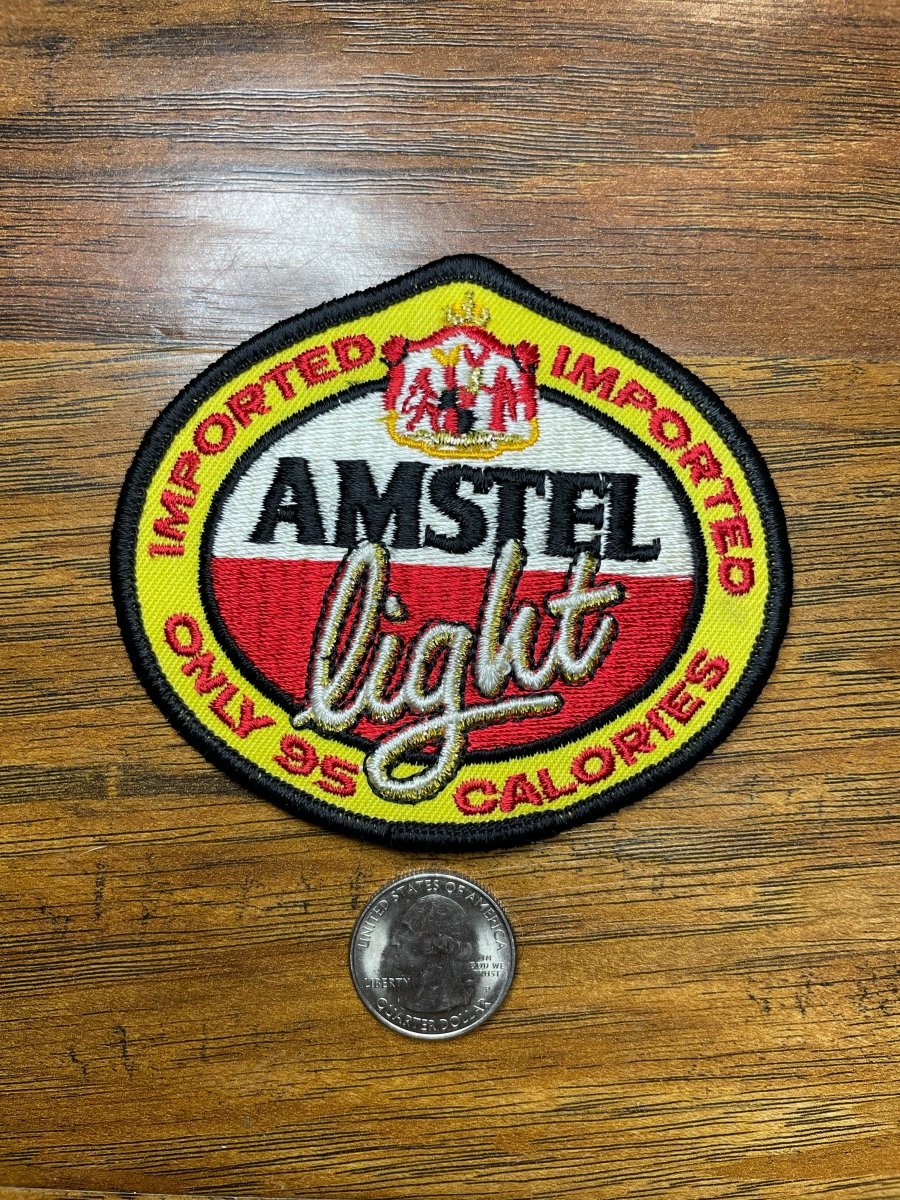 IMPORTED IMPORTED
AMSTEL
light
ONLY 95 CALORIES
UNITED STATES OF AMERICA
LIBERTY
IN
GOD WE
TRUST
P
QUARTER DOLLAR